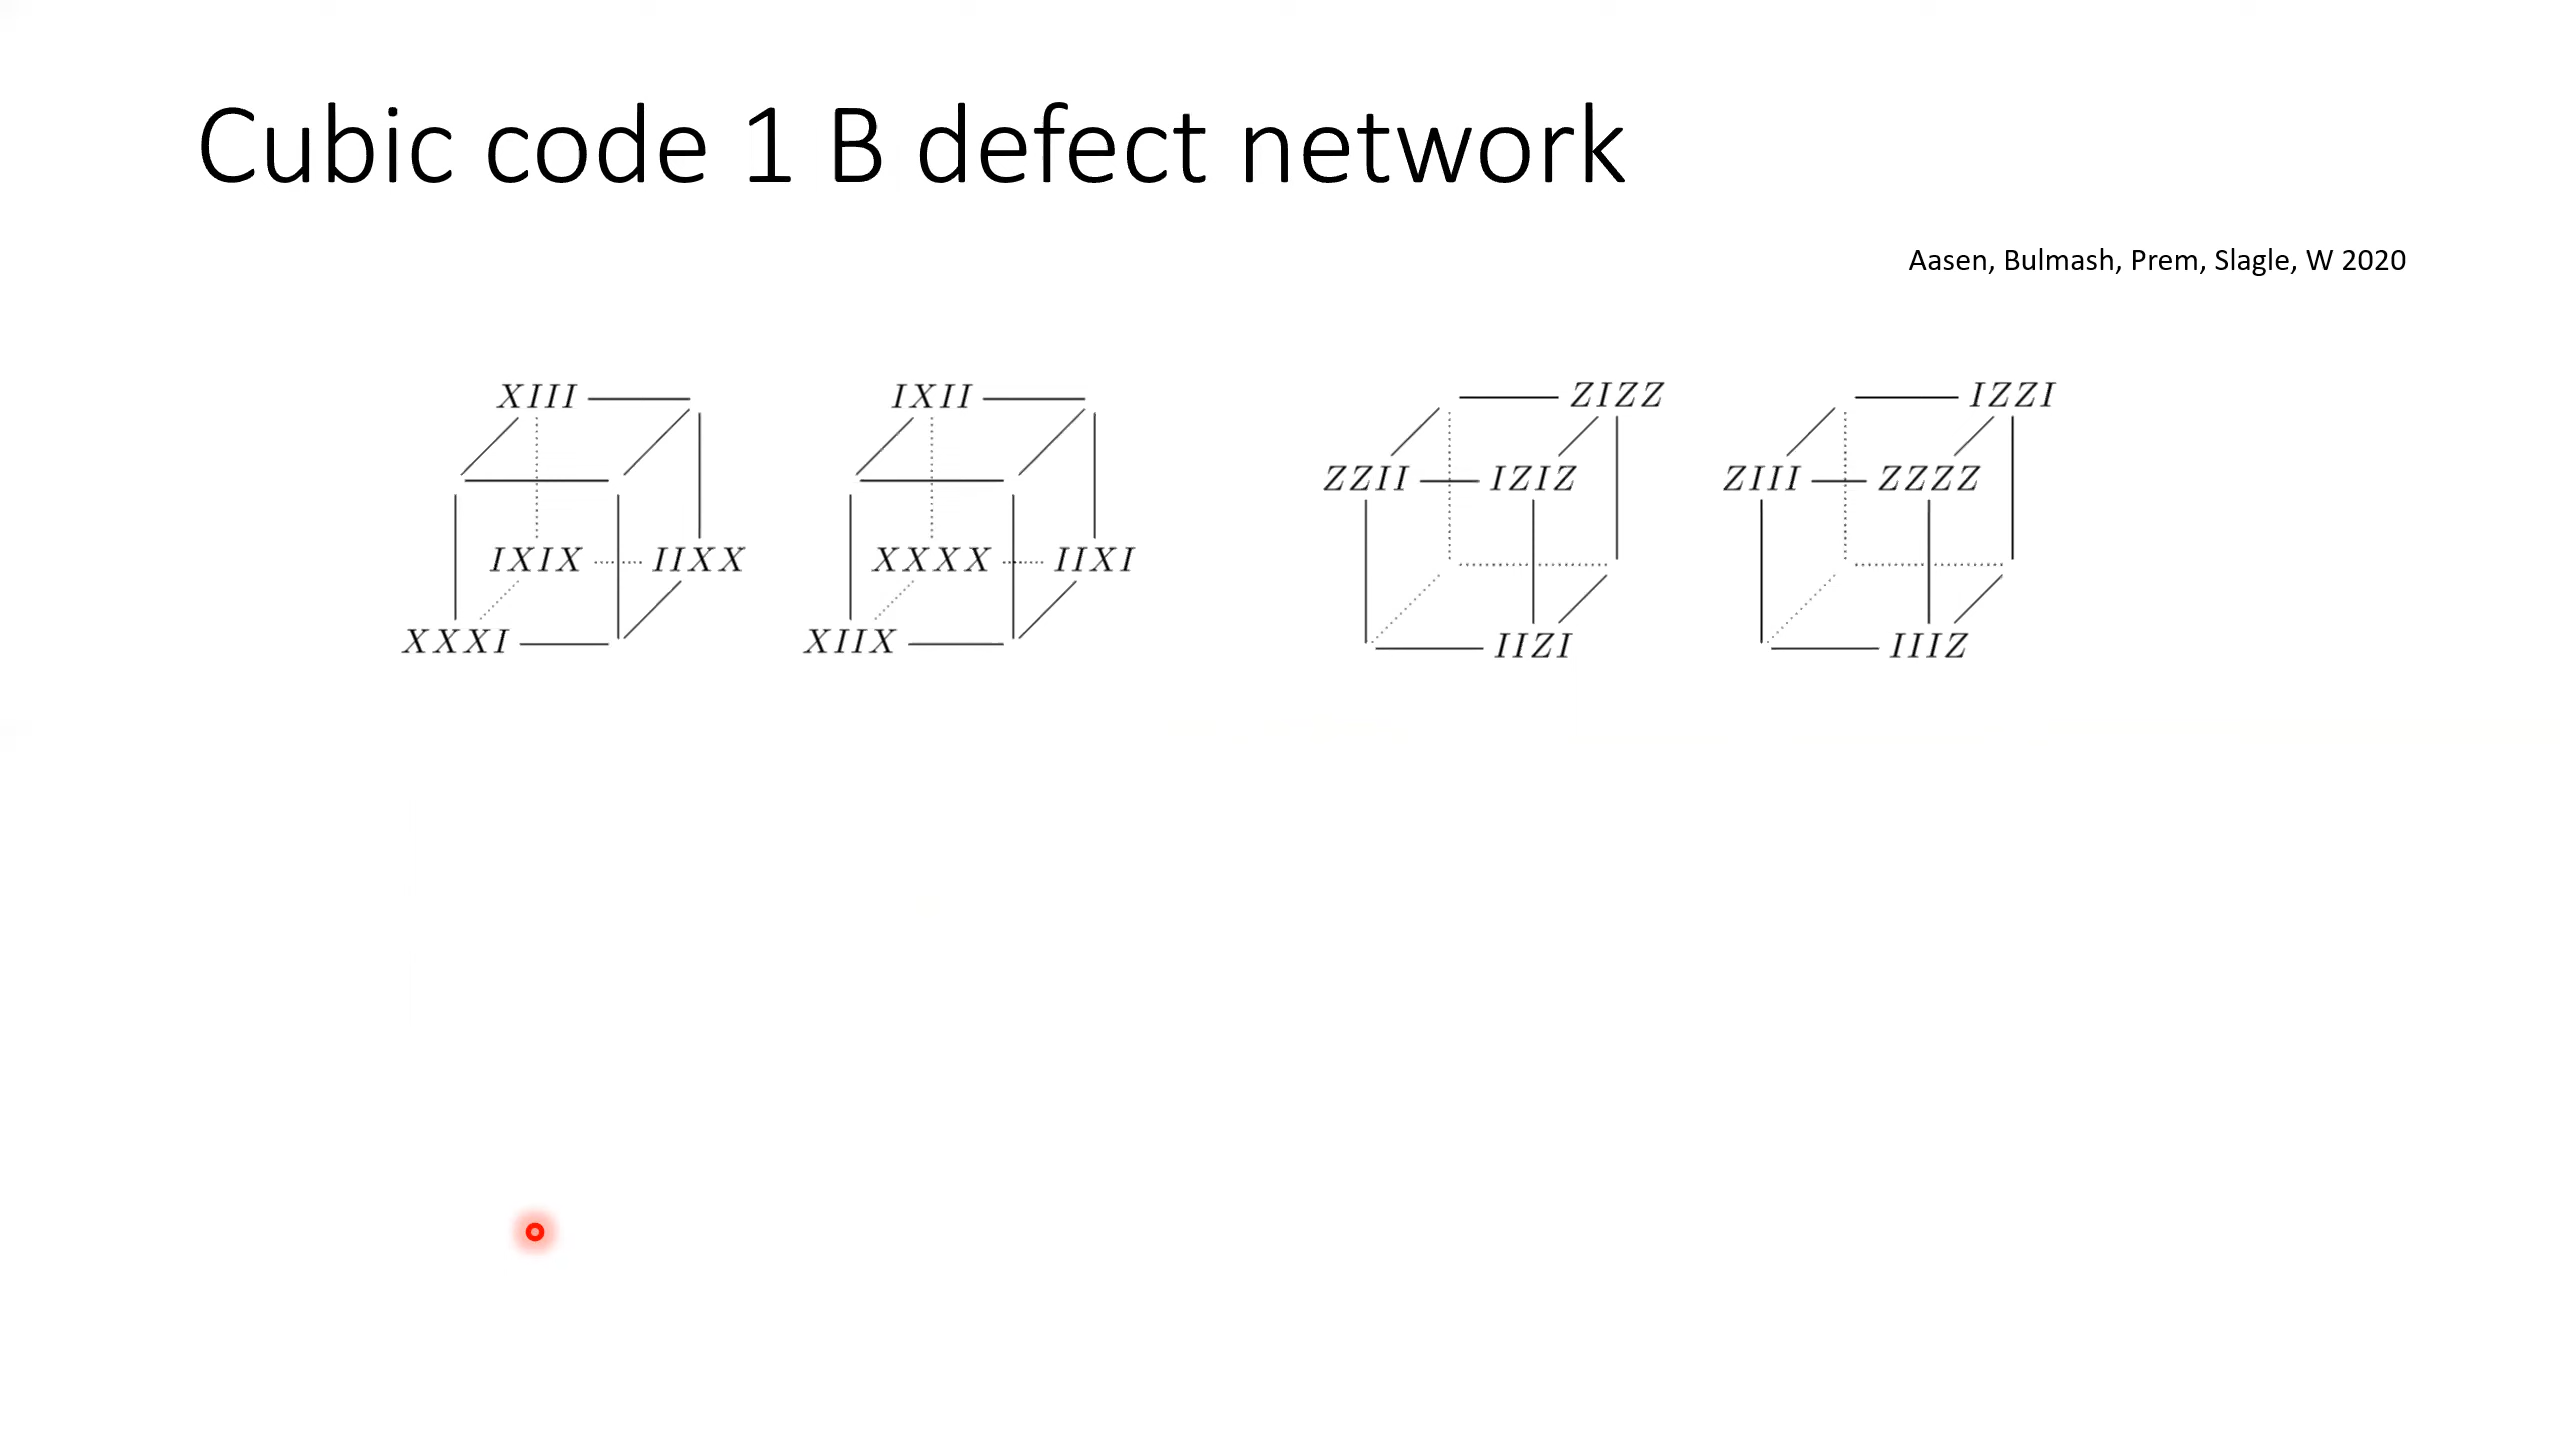 Cubic code 1 B defect network
Aasen, Bulmash, Prem, Slagle, W 2020
XIII IXII ZIZZ IZZI
ZZII IZIZ ZIII ZZZZ
IXIX IIXX XXXX IIXI
XXXI XIIX IIZI IIIZ